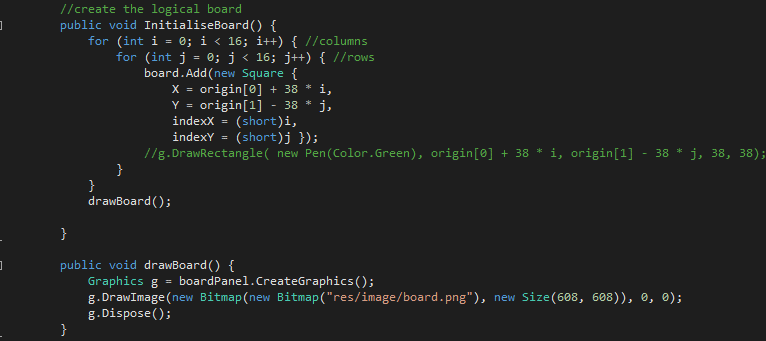 //create the logical board
public void InitialiseBoard() {
for (int i = 0; i < 16; i++) { //columns
for (int j = 0; j < 16; j++) { //rows
board.Add(new Square {
X = origin[0] + 38 * i,
Y = origin[1] - 38 * j,
indexX = (short)i,
indexY = (short)j });
//g.DrawRectangle( new Pen(Color.Green), origin[0] + 38 * i, origin[1] - 38 * j, 38, 38);
}
}
drawBoard();
}
public void drawBoard() {
Graphics g = boardPanel.CreateGraphics();
g.DrawImage(new Bitmap(new Bitmap("res/image/board.png"), new Size(608, 608)), 0, 0);
g.Dispose();
}